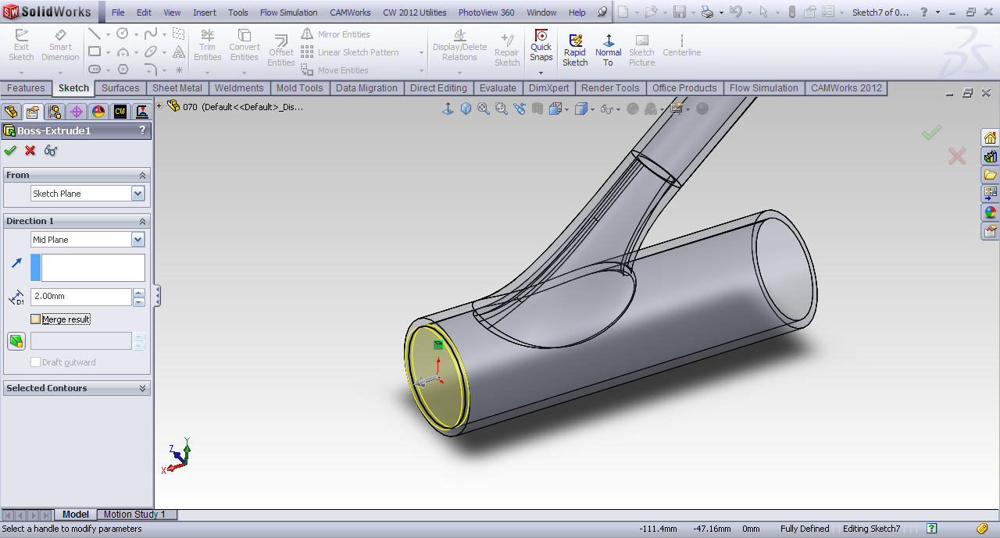 SolidWorks File Edit View Insert Tools Flow Simulation CAMWorks CW 2012 Utilities PhotoView 360 Window Help Sketch7 of 0... ?
Exit Sketch
Smart Dimension
Trim Entities
Convert Entities
Offset Entities
Mirror Entities
Linear Sketch Pattern
Move Entities
Display/Delete Relations
Repair Sketch
Quick Snaps
Rapid Sketch
Normal To
Sketch Picture
Centerline
Features Sketch Surfaces Sheet Metal Weldments Mold Tools Data Migration Direct Editing Evaluate DimXpert Render Tools Office Products Flow Simulation CAMWorks 2012
CW
070 (Default<<Default>_Dis...
Boss-Extrude1 ?
From
Sketch Plane
Direction 1
Mid Plane
D1 2.00mm
Merge result
Draft outward
Selected Contours
Y
Z
X
Model Motion Study 1
Select a handle to modify parameters -111.4mm -47.16mm 0mm Fully Defined Editing Sketch7 ?